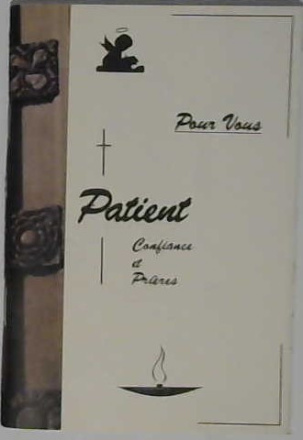 Pour Vous
Patient
Confiance
et
Prières